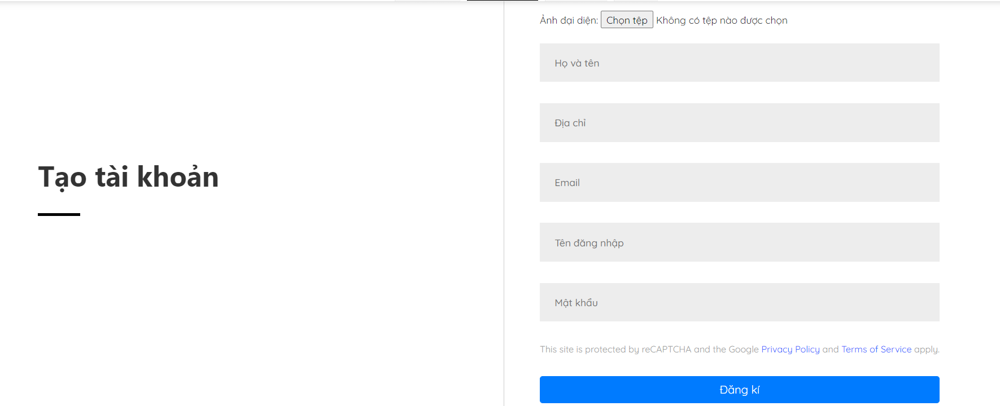 Tạo tài khoản
Ảnh đại diện: Chọn tệp Không có tệp nào được chọn
Họ và tên
Địa chỉ
Email
Tên đăng nhập
Mật khẩu
This site is protected by reCAPTCHA and the Google Privacy Policy and Terms of Service apply.
Đăng kí